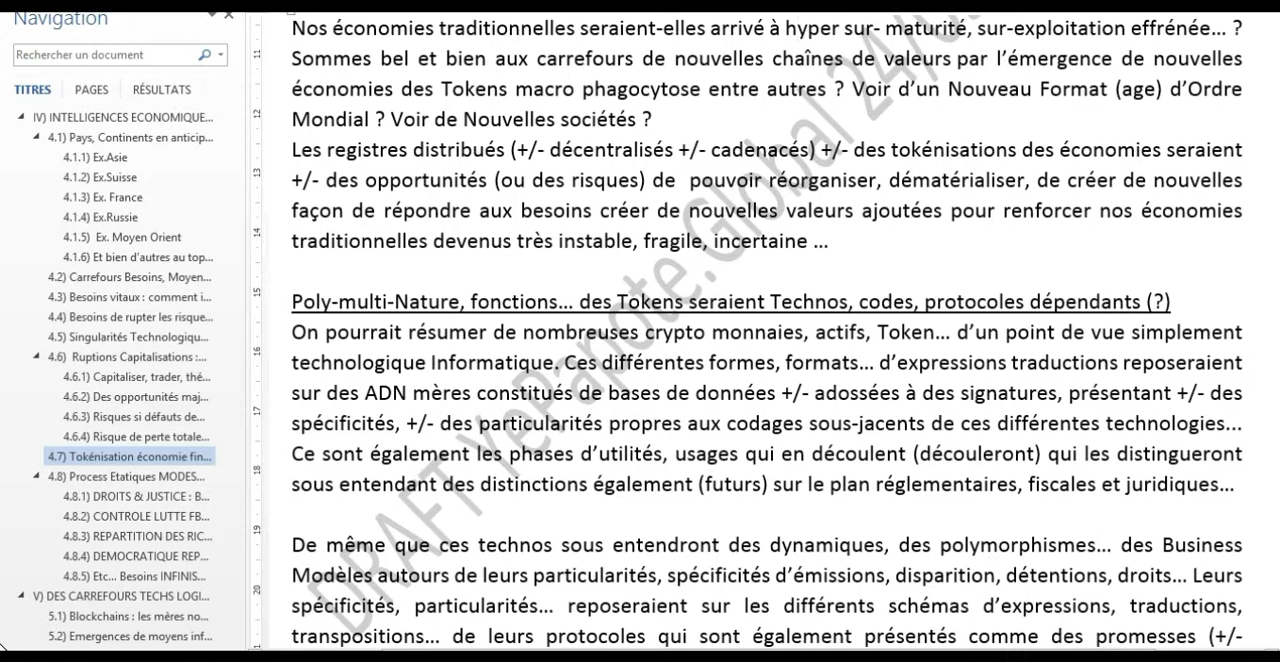 Navigation
Rechercher un document
TITRES PAGES RÉSULTATS
IV) INTELLIGENCES ECONOMIQUE...
4.1) Pays, Continents en anticip...
4.1.1) Ex.Asie
4.1.2) Ex.Suisse
4.1.3) Ex. France
4.1.4) Ex.Russie
4.1.5) Ex. Moyen Orient
4.1.6) Et bien d'autres au top...
4.2) Carrefours Besoins, Moyen...
4.3) Besoins vitaux : comment i...
4.4) Besoins de rupter les risque...
4.5) Singularités Technologiqu...
4.6) Ruptions Capitalisations :...
4.6.1) Capitaliser, trader, thé...
4.6.2) Des opportunités maj...
4.6.3) Risques si défauts de...
4.6.4) Risque de perte totale...
4.7) Tokénisation économie fin...
4.8) Process Etatiques MODES...
4.8.1) DROITS & JUSTICE : B...
4.8.2) CONTROLE LUTTE FB...
4.8.3) REPARTITION DES RIC...
4.8.4) DEMOCRATIQUE REP...
4.8.5) Etc... Besoins INFINIS...
V) DES CARREFOURS TECHS LOGI...
5.1) Blockchains : les mères no...
5.2) Emergences de moyens inf...
11
12
13
14
15
16
17
18
19
20
Nos économies traditionnelles seraient-elles arrivé à hyper sur- maturité, sur-exploitation effrénée... ?
Sommes bel et bien aux carrefours de nouvelles chaînes de valeurs par l'émergence de nouvelles
économies des Tokens macro phagocytose entre autres ? Voir d'un Nouveau Format (age) d'Ordre
Mondial ? Voir de Nouvelles sociétés ?
Les registres distribués (+/- décentralisés +/- cadenacés) +/- des tokénisations des économies seraient
+/- des opportunités (ou des risques) de pouvoir réorganiser, dématérialiser, de créer de nouvelles
façon de répondre aux besoins créer de nouvelles valeurs ajoutées pour renforcer nos économies
traditionnelles devenus très instable, fragile, incertaine ...
Poly-multi-Nature, fonctions... des Tokens seraient Technos, codes, protocoles dépendants (?)
On pourrait résumer de nombreuses crypto monnaies, actifs, Token... d'un point de vue simplement
technologique Informatique. Ces différentes formes, formats... d'expressions traductions reposeraient
sur des ADN mères constitués de bases de données +/- adossées à des signatures, présentant +/- des
spécificités, +/- des particularités propres aux codages sous-jacents de ces différentes technologies...
Ce sont également les phases d'utilités, usages qui en découlent (découleront) qui les distingueront
sous entendant des distinctions également (futurs) sur le plan réglementaires, fiscales et juridiques...
De même que ces technos sous entendront des dynamiques, des polymorphismes... des Business
Modèles autours de leurs particularités, spécificités d'émissions, disparition, détentions, droits... Leurs
spécificités, particularités... reposeraient sur les différents schémas d'expressions, traductions,
transpositions... de leurs protocoles qui sont également présentés comme des promesses (+/-
DRAFT YePapote.Global 24/0